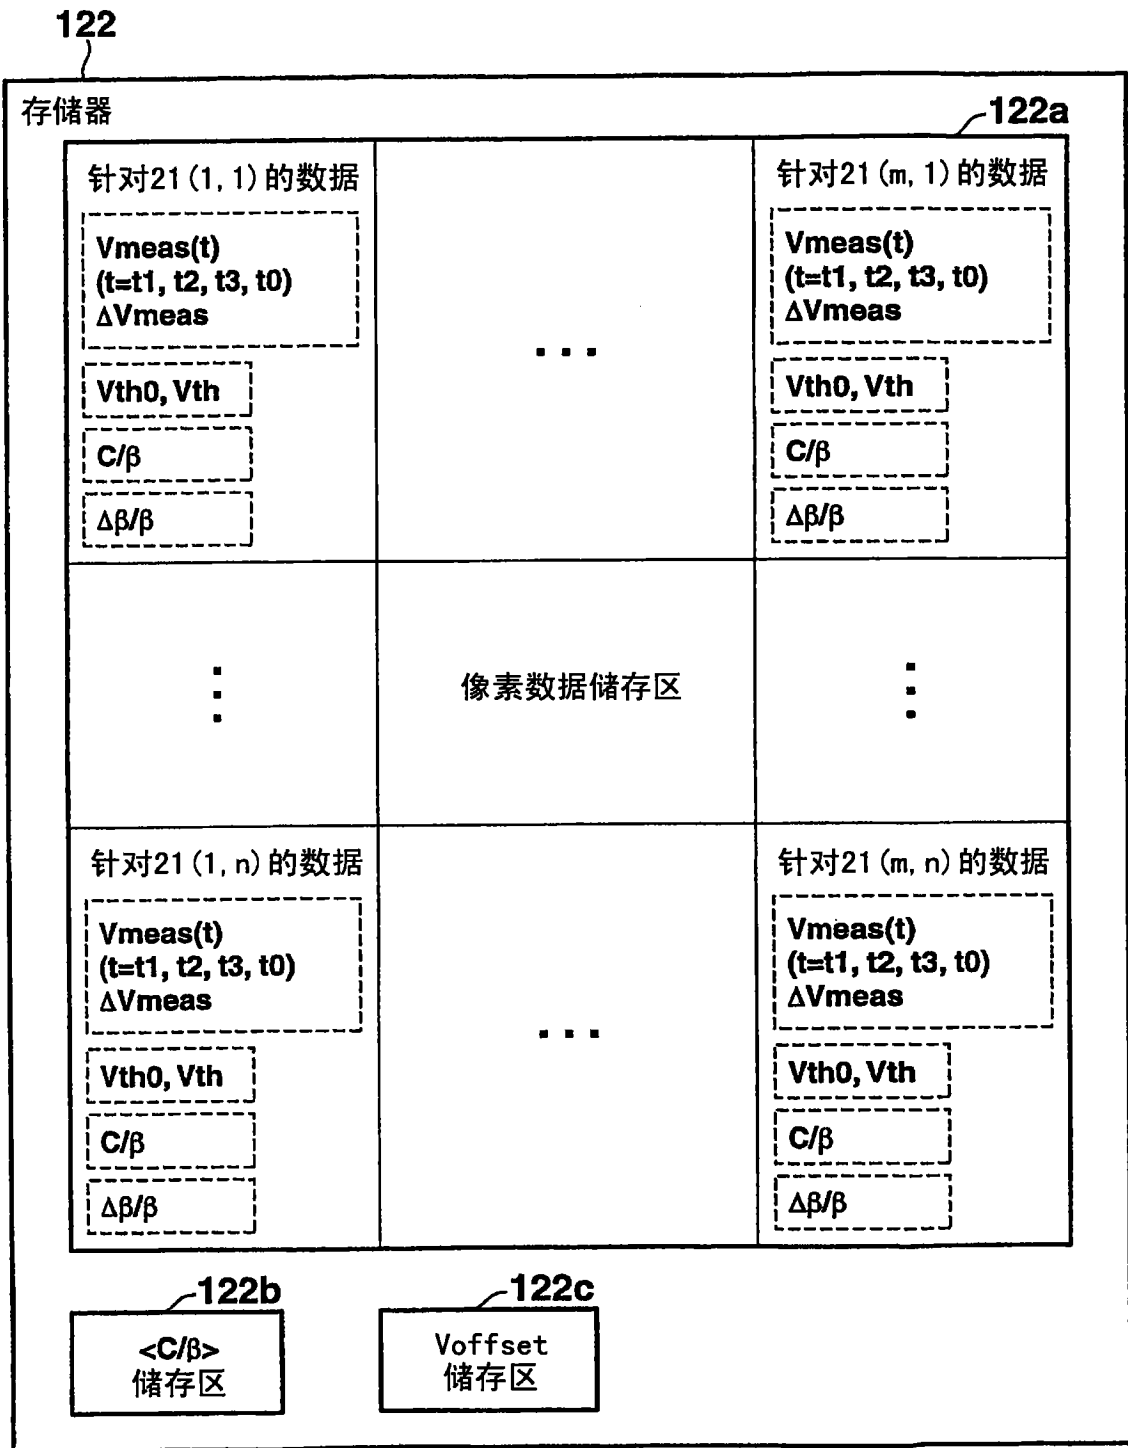 122
存储器
122a
针对21(1,1)的数据
Vmeas(t)
(t=t1, t2, t3, t0)
ΔVmeas
Vth0, Vth
C/β
Δβ/β
...
针对21(m,1)的数据
Vmeas(t)
(t=t1, t2, t3, t0)
ΔVmeas
Vth0, Vth
C/β
Δβ/β
像素数据储存区
针对21(1,n)的数据
Vmeas(t)
(t=t1, t2, t3, t0)
ΔVmeas
Vth0, Vth
C/β
Δβ/β
...
针对21(m,n)的数据
Vmeas(t)
(t=t1, t2, t3, t0)
ΔVmeas
Vth0, Vth
C/β
Δβ/β
122b
<C/β>
储存区
122c
Voffset
储存区